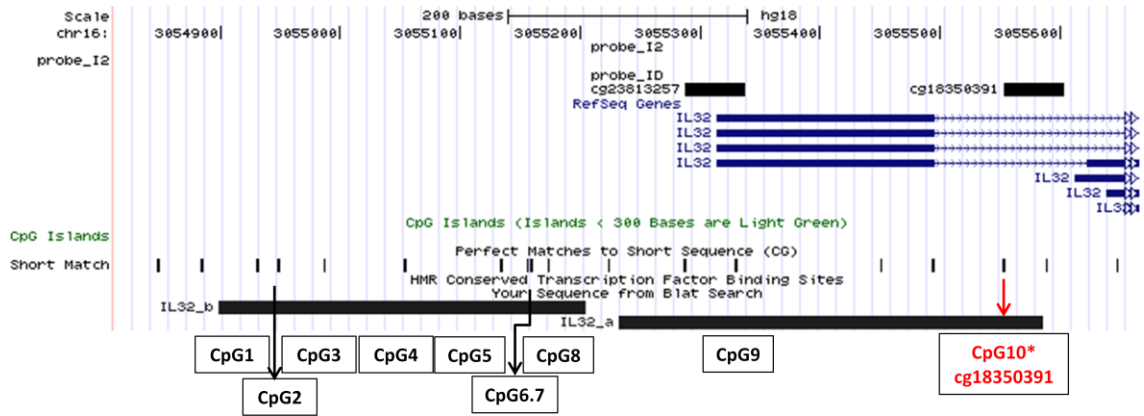 Scale 200 bases hg18
chr16: 3054900 3055000 3055100 3055200 3055300 3055400 3055500 3055600
probe_I2
probe_I2
probe_ID
cg23813257 cg18350391
RefSeq Genes
IL32
IL32
IL32
IL32
IL32
IL32
IL32
CpG Islands (Islands < 300 Bases are Light Green)
CpG Islands
Perfect Matches to Short Sequence (CG)
Short Match
HMR Conserved Transcription Factor Binding Sites
Your Sequence from Blat Search
IL32_b
IL32_a
CpG1 CpG3 CpG4 CpG5 CpG8 CpG9 CpG10*
cg18350391
CpG2 CpG6.7